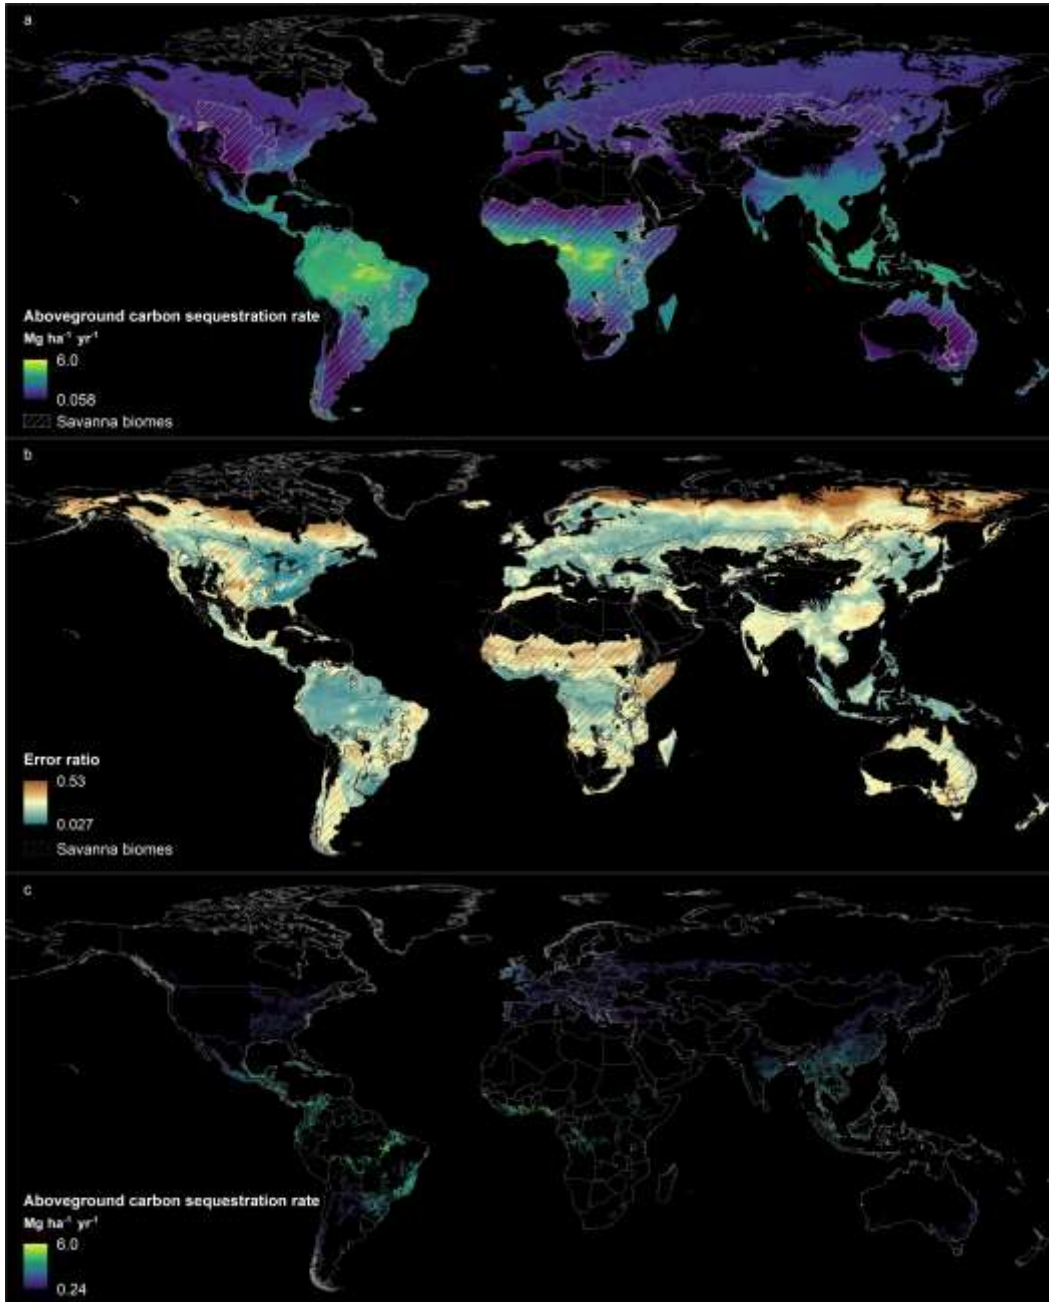 a
Aboveground carbon sequestration rate
Mg ha⁻¹ yr⁻¹
6.0
0.058
Savanna biomes
b
Error ratio
0.53
0.027
Savanna biomes
c
Aboveground carbon sequestration rate
Mg ha⁻¹ yr⁻¹
6.0
0.24